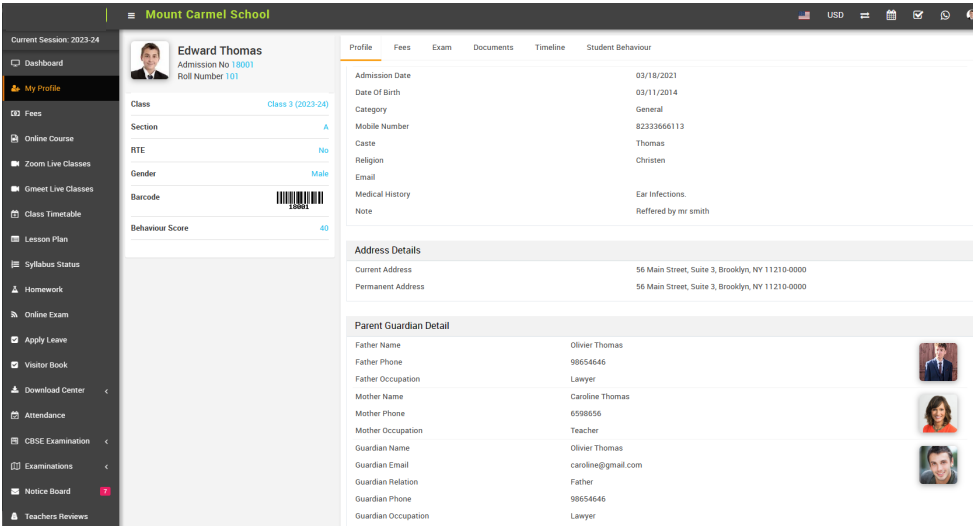 Mount Carmel School
USD
Current Session: 2023-24
Dashboard
My Profile
Fees
Online Course
Zoom Live Classes
Gmeet Live Classes
Class Timetable
Lesson Plan
Syllabus Status
Homework
Online Exam
Apply Leave
Visitor Book
Download Center
Attendance
CBSE Examination
Examinations
Notice Board 7
Teachers Reviews
Edward Thomas
Admission No 18001
Roll Number 101
Class Class 3 (2023-24)
Section A
RTE No
Gender Male
Barcode
18001
Behaviour Score 40
Profile Fees Exam Documents Timeline Student Behaviour
Admission Date 03/18/2021
Date Of Birth 03/11/2014
Category General
Mobile Number 82333666113
Caste Thomas
Religion Christen
Email
Medical History Ear Infections.
Note Reffered by mr smith
Address Details
Current Address 56 Main Street, Suite 3, Brooklyn, NY 11210-0000
Permanent Address 56 Main Street, Suite 3, Brooklyn, NY 11210-0000
Parent Guardian Detail
Father Name Olivier Thomas
Father Phone 98654646
Father Occupation Lawyer
Mother Name Caroline Thomas
Mother Phone 6598656
Mother Occupation Teacher
Guardian Name Olivier Thomas
Guardian Email caroline@gmail.com
Guardian Relation Father
Guardian Phone 98654646
Guardian Occupation Lawyer